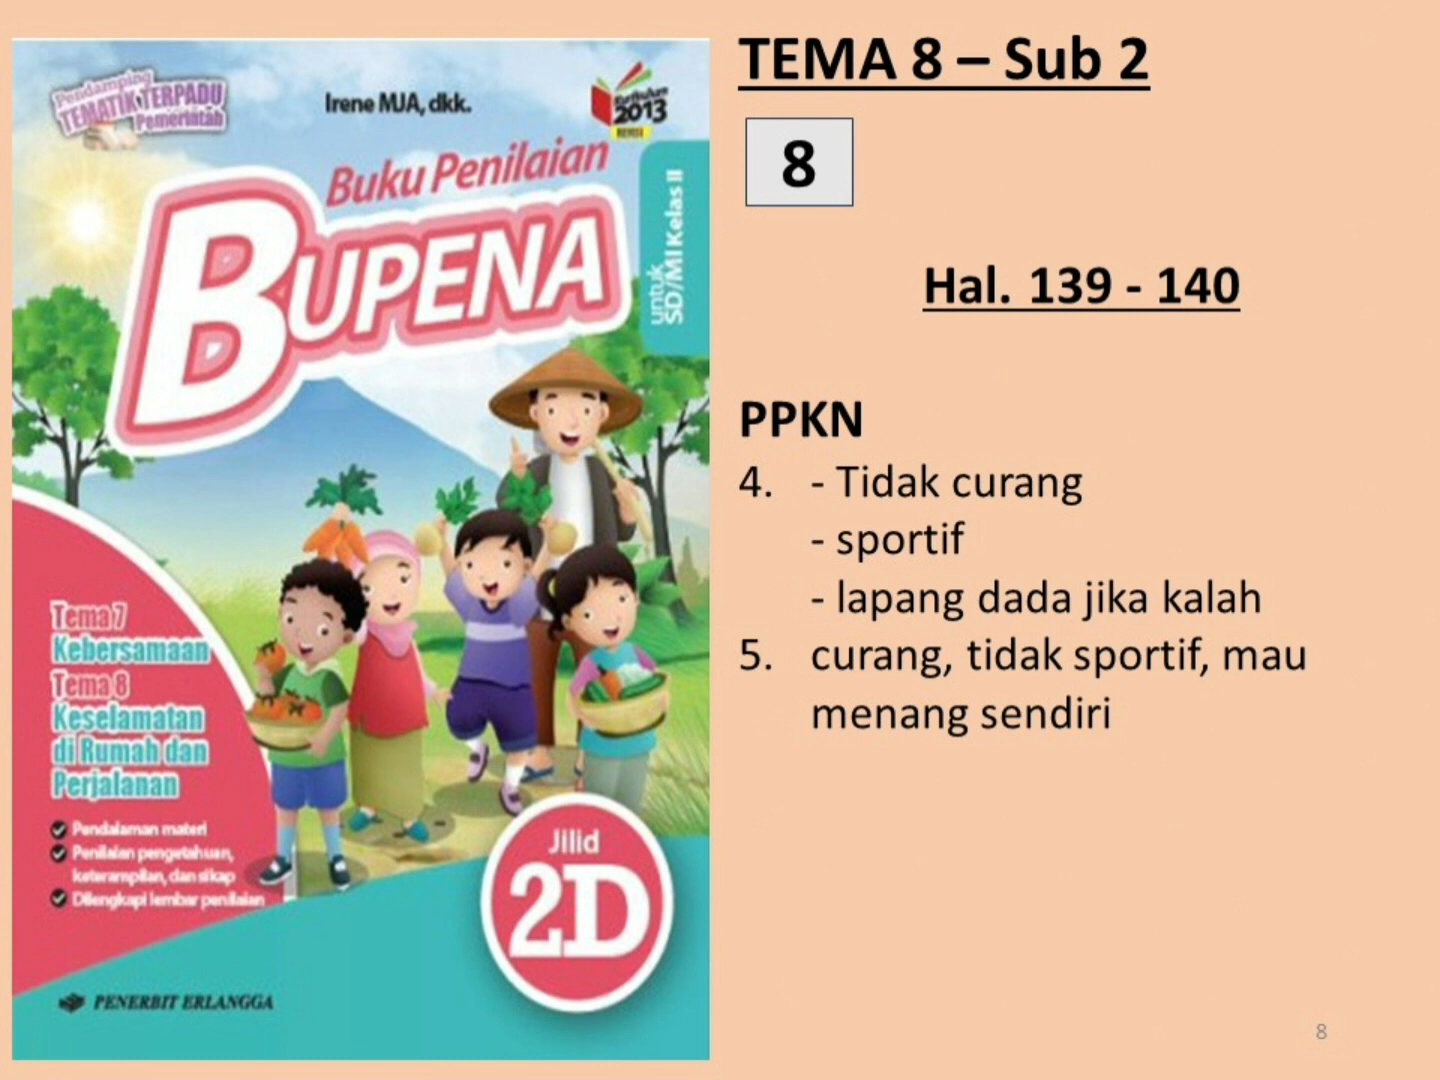 Pendamping
TEMATIK TERPADU
Pemerintah
Irene MJA, dkk.
Kurikulum
2013
REVISI
Buku Penilaian
BUPENA
untuk
SD/MI Kelas II
Tema 7
Kebersamaan
Tema 8
Keselamatan
di Rumah dan
Perjalanan
Pendalaman materi
Penilaian pengetahuan,
keterampilan, dan sikap
Dilengkapi lembar penilaian
Jilid
2D
PENERBIT ERLANGGA
TEMA 8 – Sub 2
8
Hal. 139 - 140
PPKN
4. - Tidak curang
- sportif
- lapang dada jika kalah
5. curang, tidak sportif, mau
menang sendiri
8